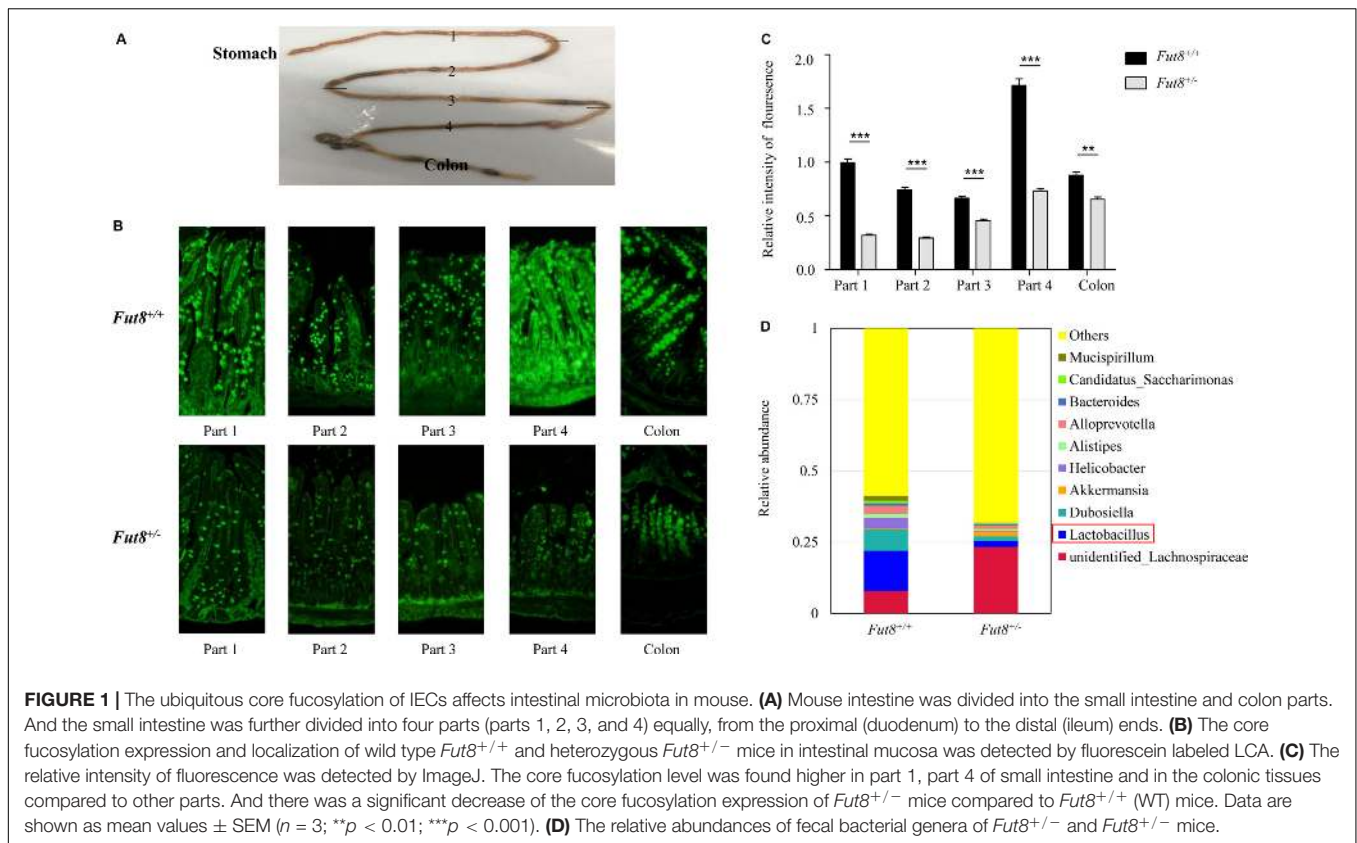 A
Stomach
1
2
3
4
Colon
B
Fut8+/+
Part 1 Part 2 Part 3 Part 4 Colon
Fut8+/-
Part 1 Part 2 Part 3 Part 4 Colon
C
Relative intensity of flouresence
2.0
1.5
1.0
0.5
0.0
*** *** *** *** **
Part 1 Part 2 Part 3 Part 4 Colon
Fut8+/+
Fut8+/-
D
Relative abundance
1
0.75
0.5
0.25
0
Fut8+/+ Fut8+/-
Others
Mucispirillum
Candidatus_Saccharimonas
Bacteroides
Alloprevotella
Alistipes
Helicobacter
Akkermansia
Dubosiella
Lactobacillus
unidentified_Lachnospiraceae
FIGURE 1 | The ubiquitous core fucosylation of IECs affects intestinal microbiota in mouse. (A) Mouse intestine was divided into the small intestine and colon parts.
And the small intestine was further divided into four parts (parts 1, 2, 3, and 4) equally, from the proximal (duodenum) to the distal (ileum) ends. (B) The core
fucosylation expression and localization of wild type Fut8+/+ and heterozygous Fut8+/− mice in intestinal mucosa was detected by fluorescein labeled LCA. (C) The
relative intensity of fluorescence was detected by ImageJ. The core fucosylation level was found higher in part 1, part 4 of small intestine and in the colonic tissues
compared to other parts. And there was a significant decrease of the core fucosylation expression of Fut8+/− mice compared to Fut8+/+ (WT) mice. Data are
shown as mean values ± SEM (n = 3; **p < 0.01; ***p < 0.001). (D) The relative abundances of fecal bacterial genera of Fut8+/− and Fut8+/− mice.